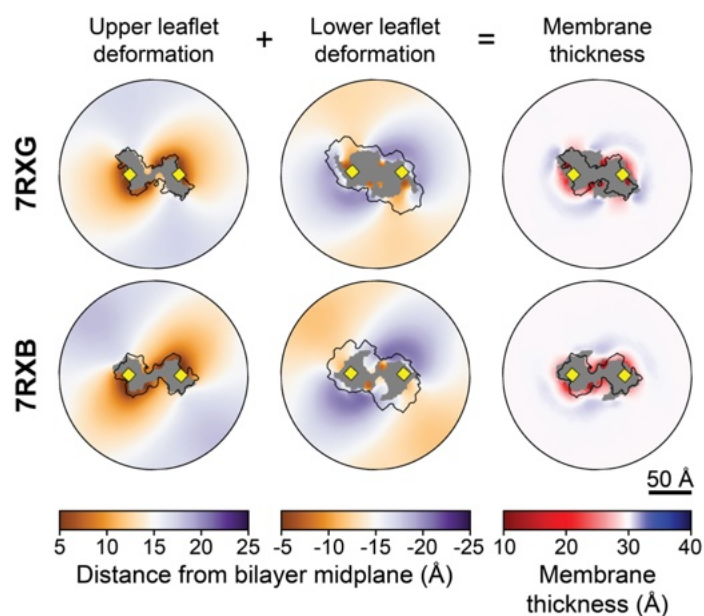 Upper leaflet deformation + Lower leaflet deformation = Membrane thickness
7RXG
7RXB
50 Å
5 10 15 20 25
-5 -10 -15 -20 -25
10 20 30 40
Distance from bilayer midplane (Å)
Membrane thickness (Å)